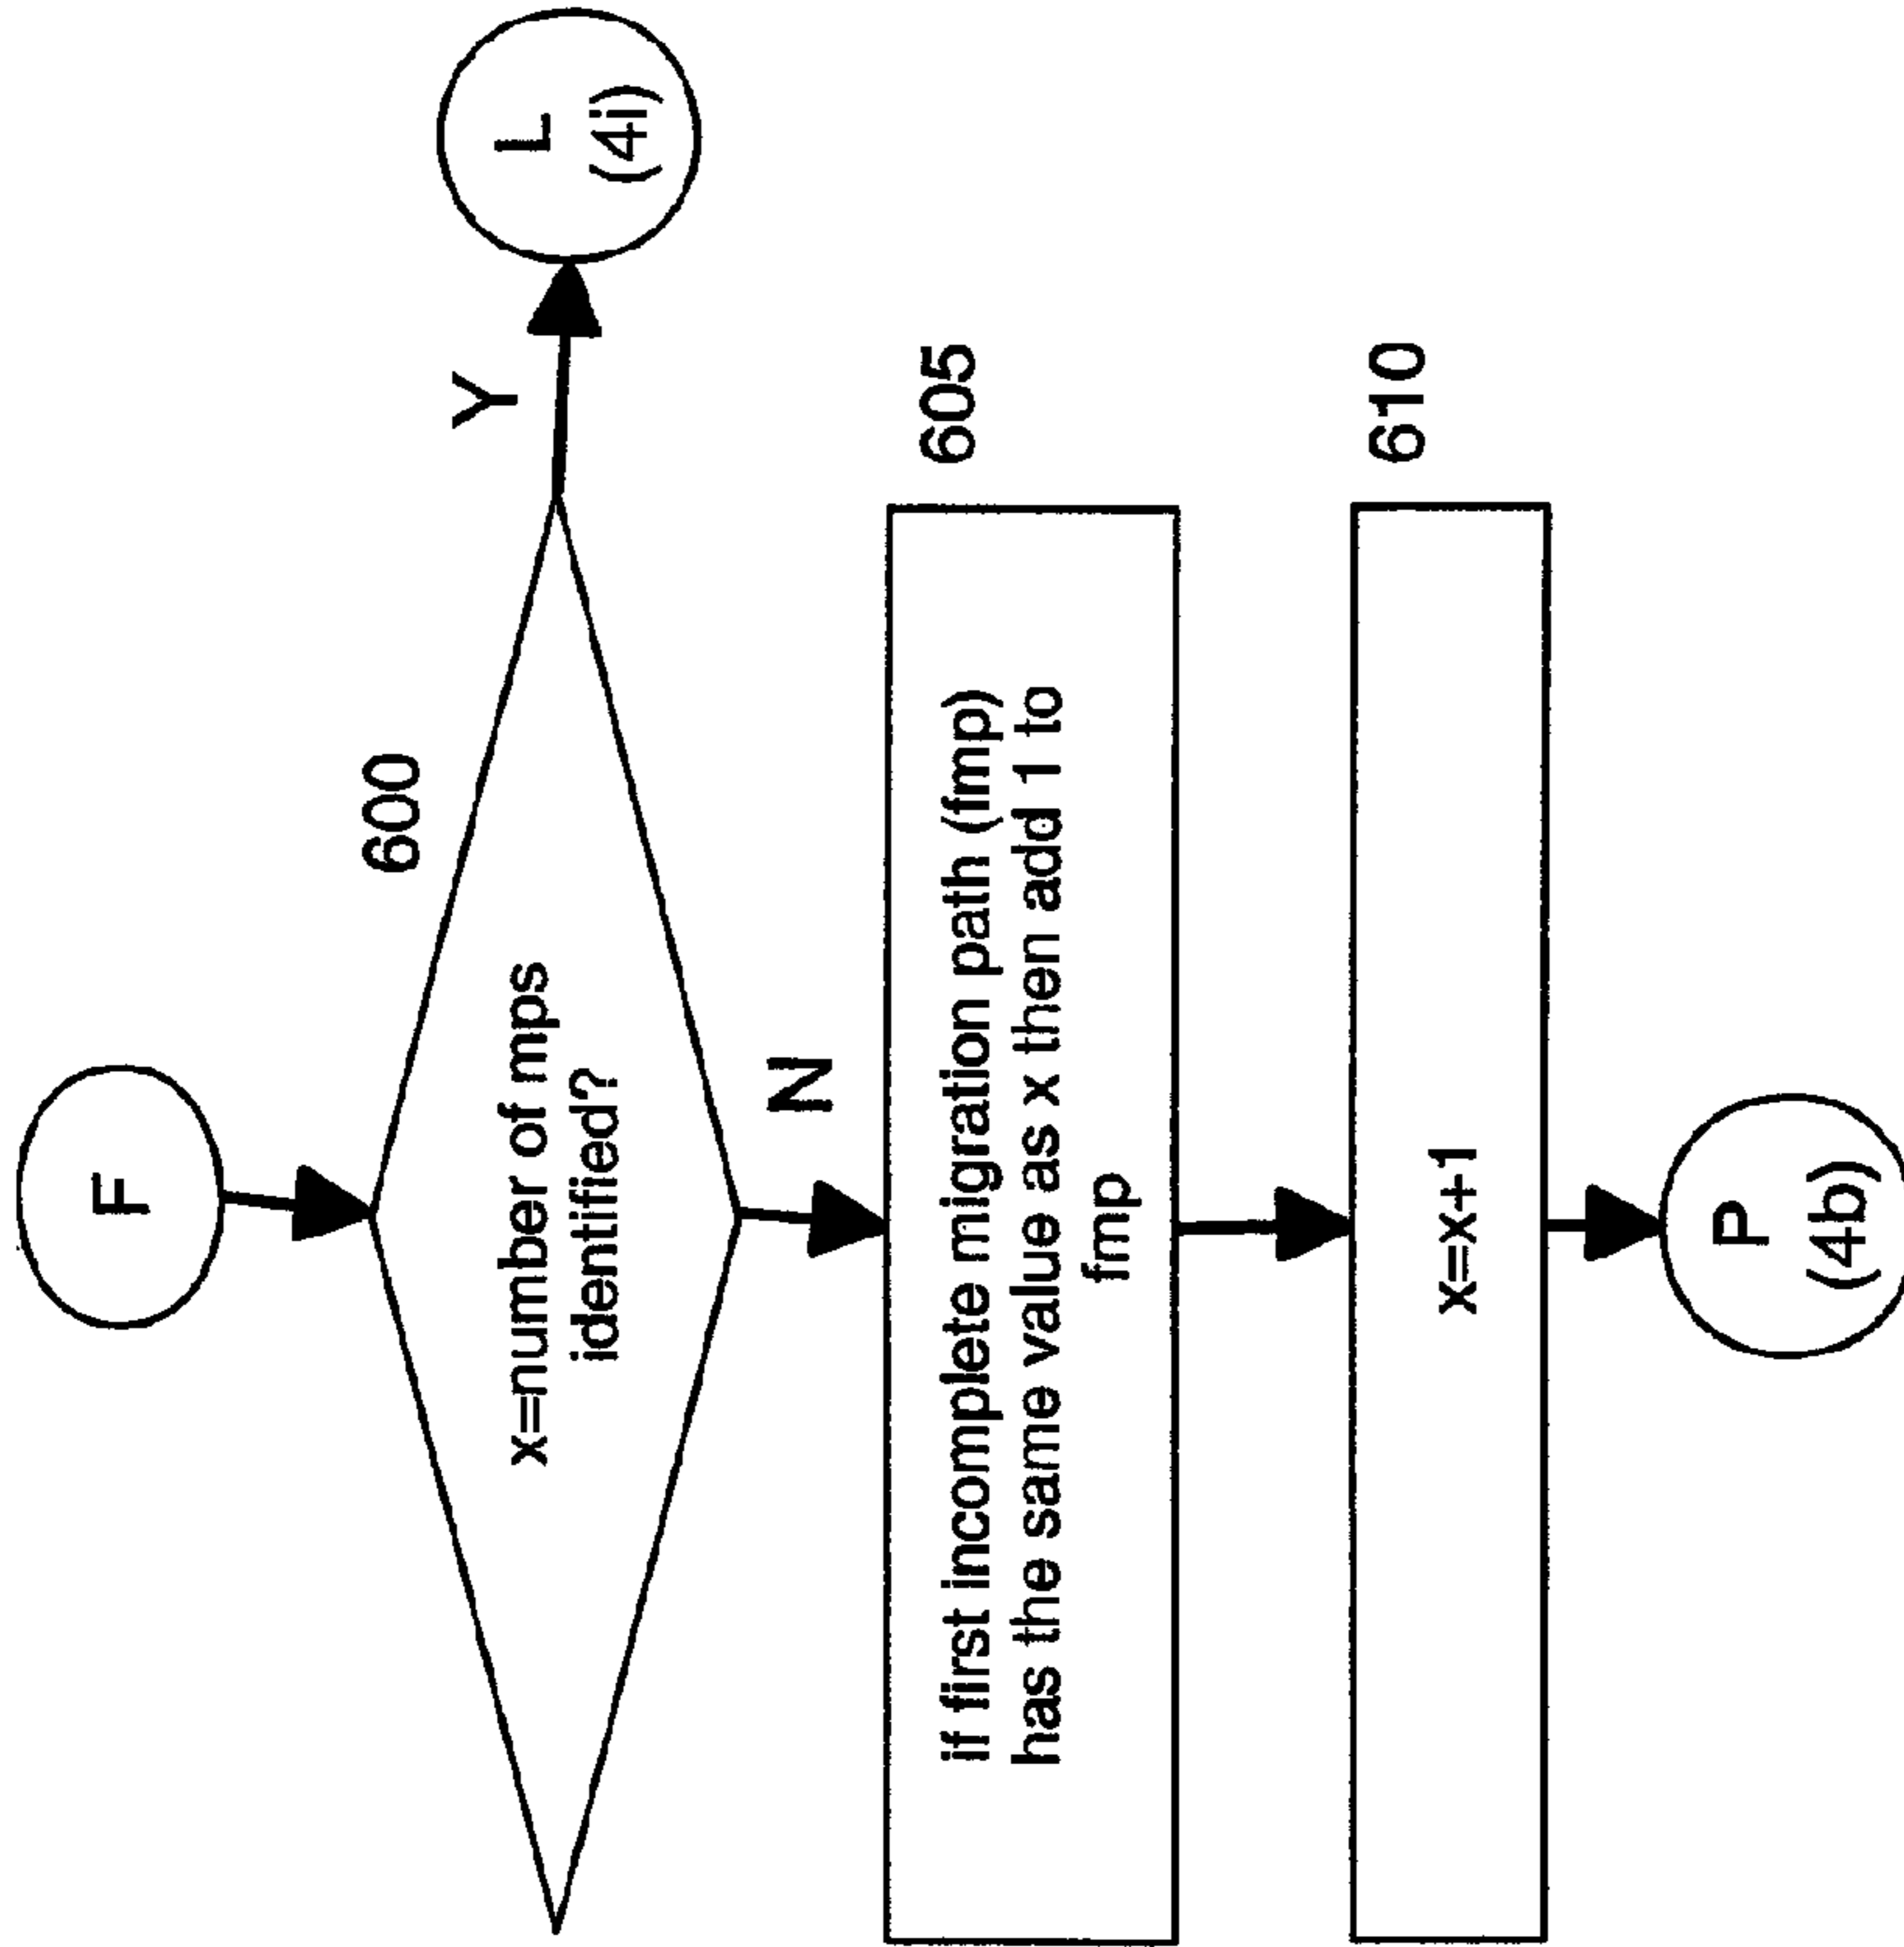 F
600
x=number of mps
identified?
Y
L
(4i)
N
605
if first incomplete migration path (fmp)
has the same value as x then add 1 to
fmp
610
x=x+1
P
(4b)